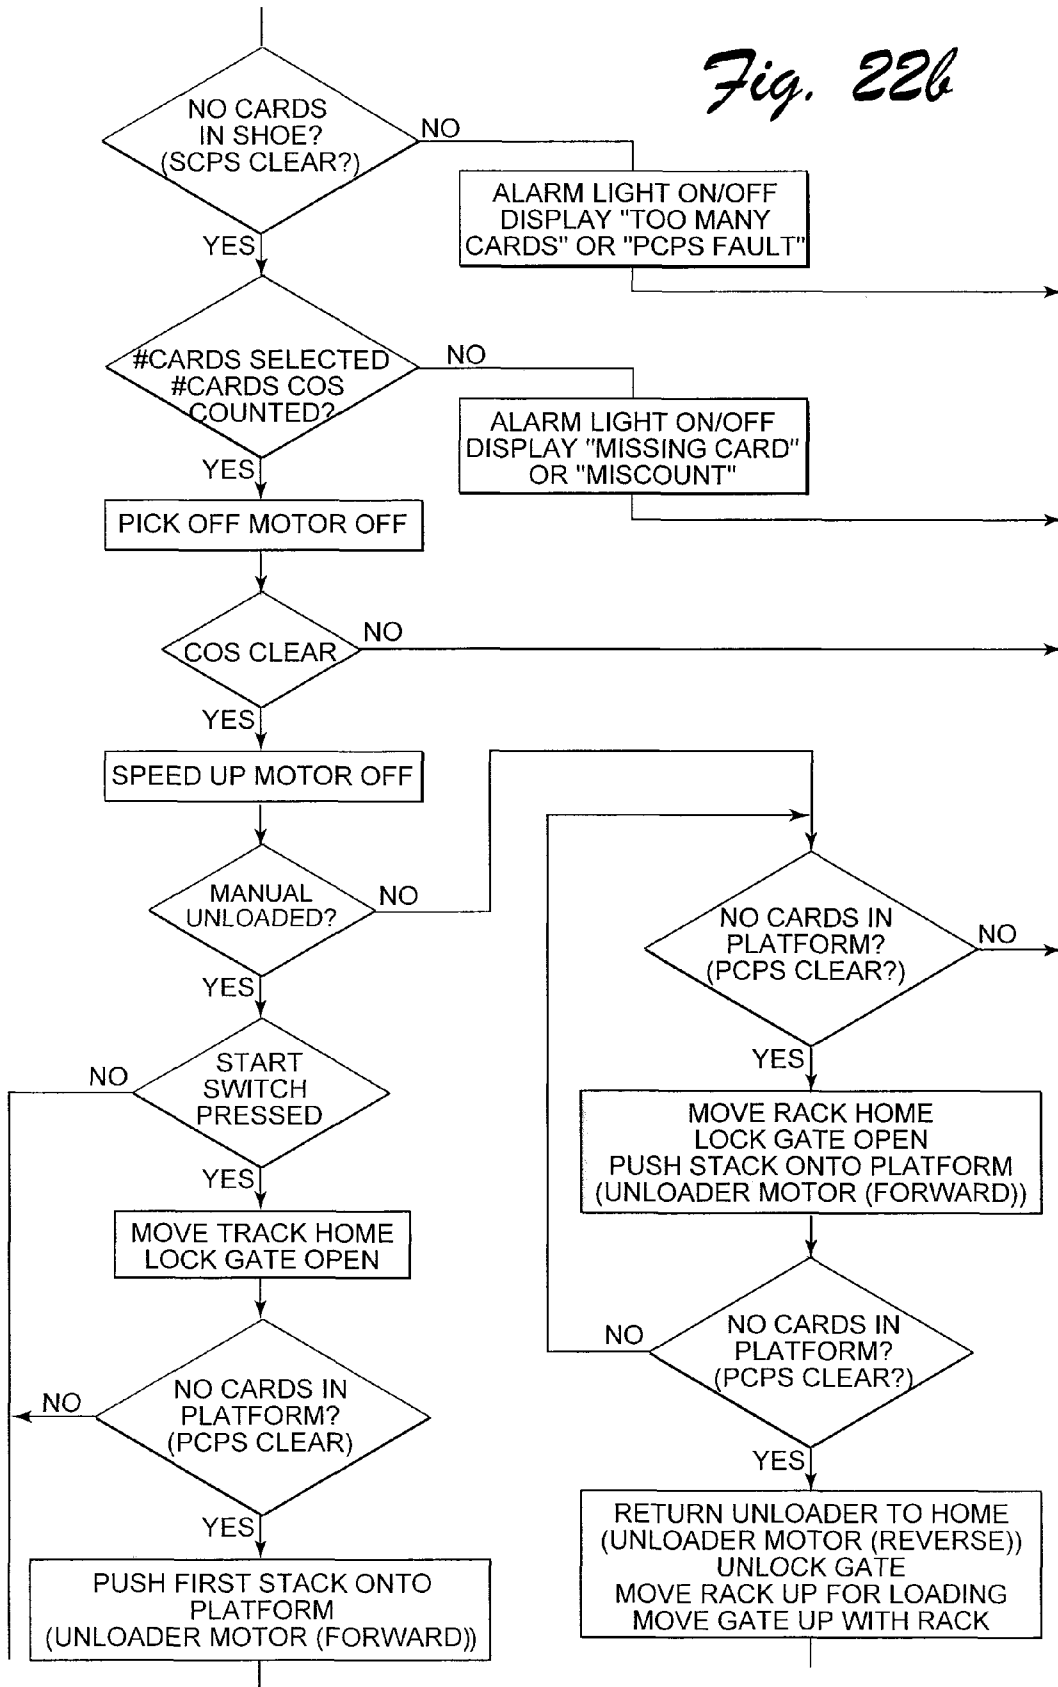 Fig. 22b
NO CARDS
IN SHOE?
(SCPS CLEAR?)
NO
ALARM LIGHT ON/OFF
DISPLAY "TOO MANY
CARDS" OR "PCPS FAULT"
YES
#CARDS SELECTED
#CARDS COS
COUNTED?
NO
ALARM LIGHT ON/OFF
DISPLAY "MISSING CARD"
OR "MISCOUNT"
YES
PICK OFF MOTOR OFF
COS CLEAR
NO
YES
SPEED UP MOTOR OFF
MANUAL
UNLOADED?
NO
YES
START
SWITCH
PRESSED
NO
YES
MOVE TRACK HOME
LOCK GATE OPEN
NO CARDS IN
PLATFORM?
(PCPS CLEAR)
NO
YES
PUSH FIRST STACK ONTO
PLATFORM
(UNLOADER MOTOR (FORWARD))
NO CARDS IN
PLATFORM?
(PCPS CLEAR?)
NO
YES
MOVE RACK HOME
LOCK GATE OPEN
PUSH STACK ONTO PLATFORM
(UNLOADER MOTOR (FORWARD))
NO CARDS IN
PLATFORM?
(PCPS CLEAR?)
NO
YES
RETURN UNLOADER TO HOME
(UNLOADER MOTOR (REVERSE))
UNLOCK GATE
MOVE RACK UP FOR LOADING
MOVE GATE UP WITH RACK